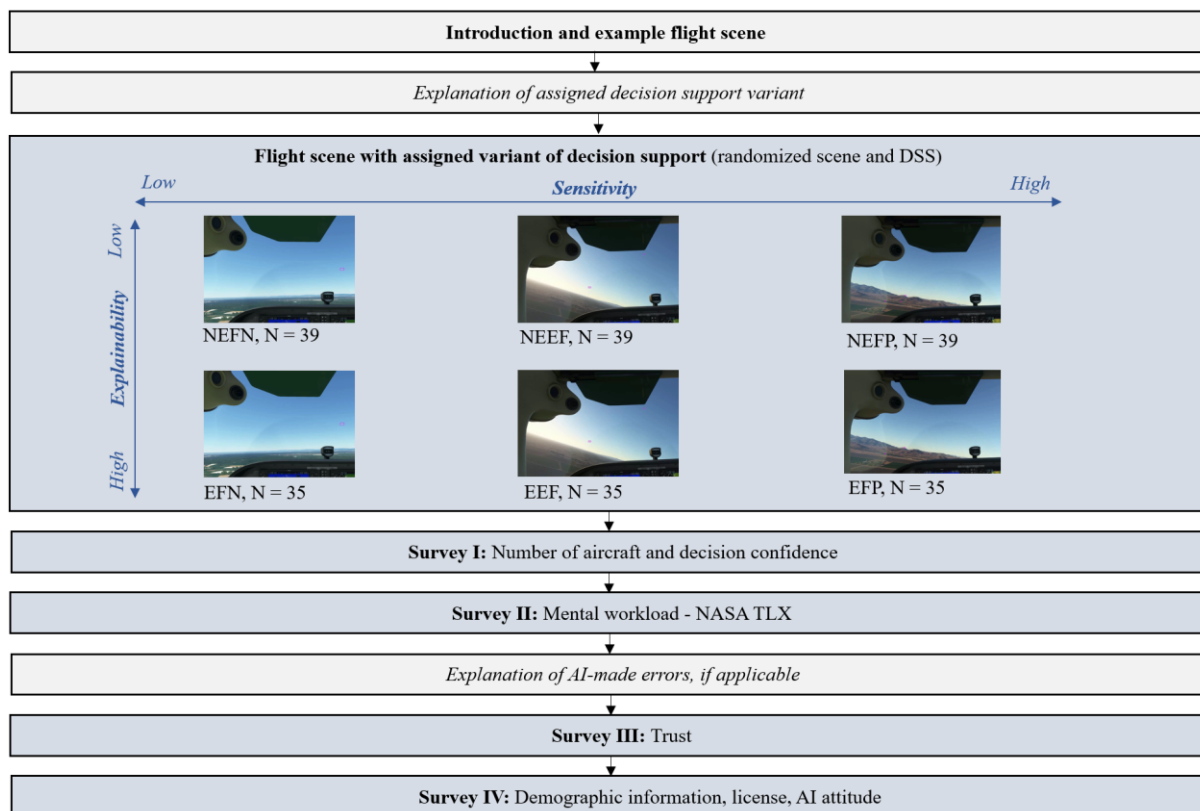 Introduction and example flight scene
Explanation of assigned decision support variant
Flight scene with assigned variant of decision support (randomized scene and DSS)
Low
Sensitivity
High
Low
Explainability
High
NEFN, N = 39
NEEF, N = 39
NEFP, N = 39
EFN, N = 35
EEF, N = 35
EFP, N = 35
Survey I: Number of aircraft and decision confidence
Survey II: Mental workload - NASA TLX
Explanation of AI-made errors, if applicable
Survey III: Trust
Survey IV: Demographic information, license, AI attitude